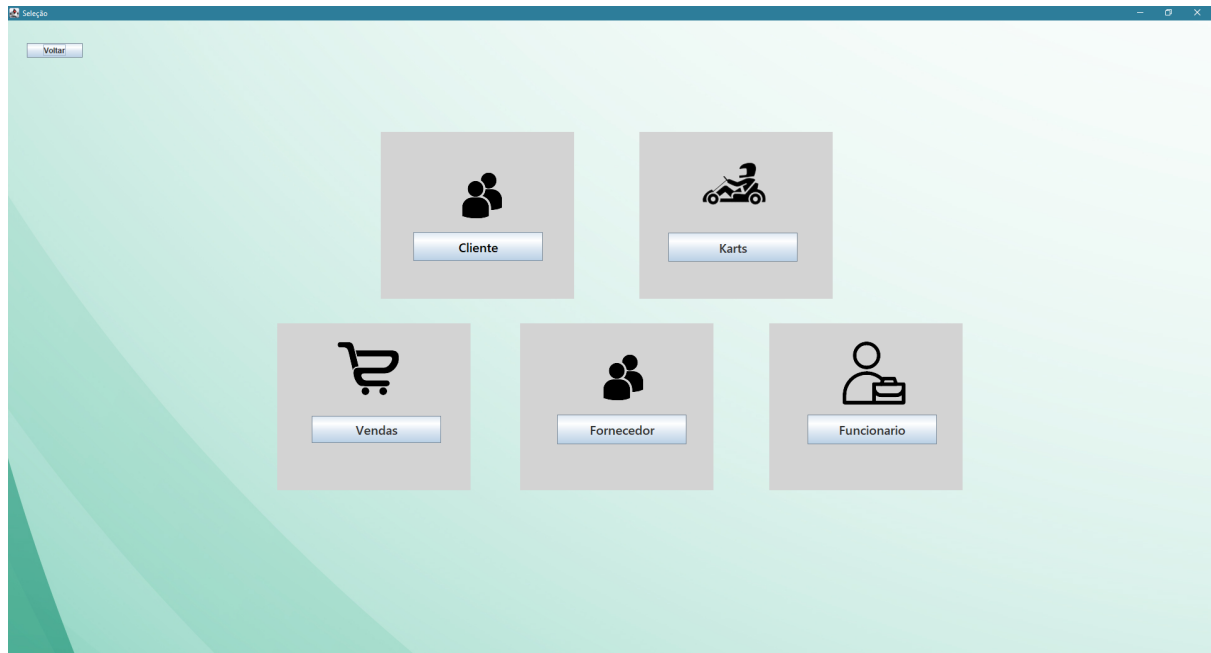 Seleção
Voltar
Cliente
Karts
Vendas
Fornecedor
Funcionario